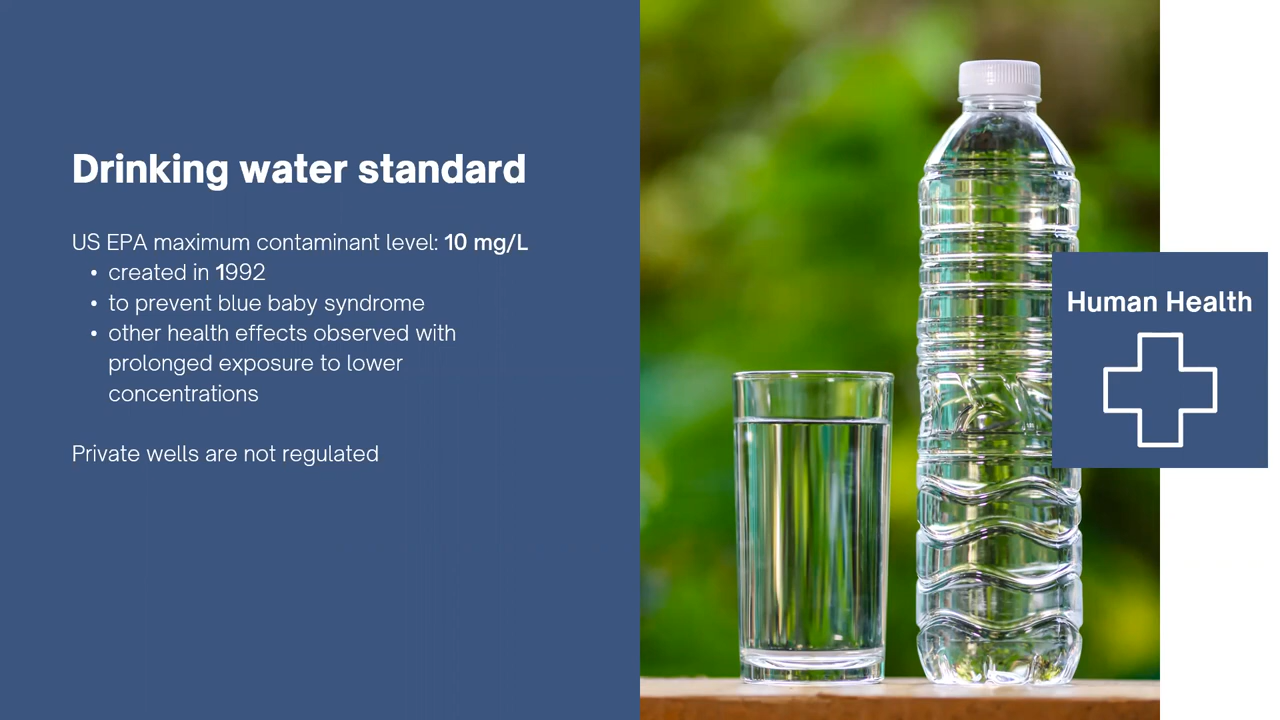 Drinking water standard
US EPA maximum contaminant level: 10 mg/L
• created in 1992
• to prevent blue baby syndrome
• other health effects observed with
prolonged exposure to lower
concentrations
Private wells are not regulated
Human Health